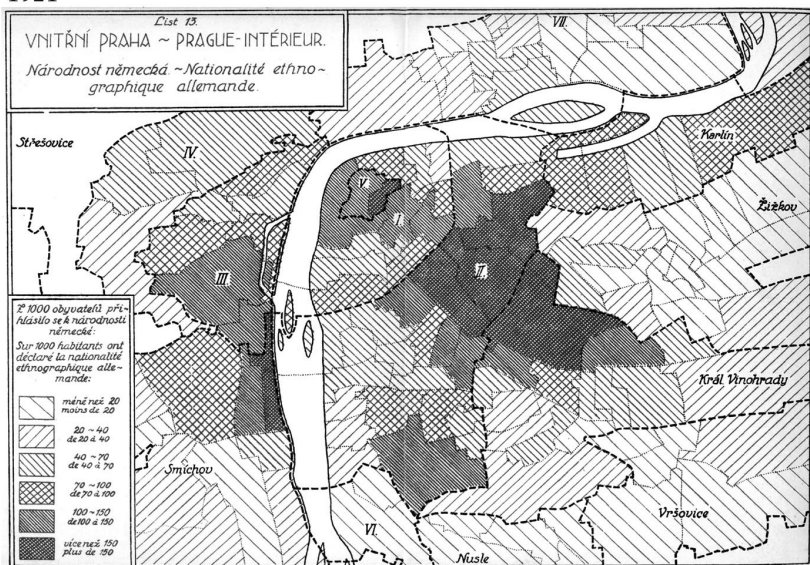 1921
List 13.
VNITŘNÍ PRAHA ~ PRAGUE-INTÉRIEUR.
Národnost německá. ~ Nationalité ethno-
graphique allemande.
VII.
Střešovice
IV.
Karlín
V
I.
Žižkov
III.
II.
Z 1000 obyvatelů při-
hlásilo se k národnosti
německé:
Sur 1000 habitants ont
déclaré la nationalité
ethnographique alle-
mande:
méně než 20
moins de 20
20 ~ 40
de 20 à 40
40 ~ 70
de 40 à 70
70 ~ 100
de 70 à 100
100 ~ 150
de 100 à 150
více než 150
plus de 150
Král. Vinohrady
Smíchov
Vršovice
VI.
Nusle